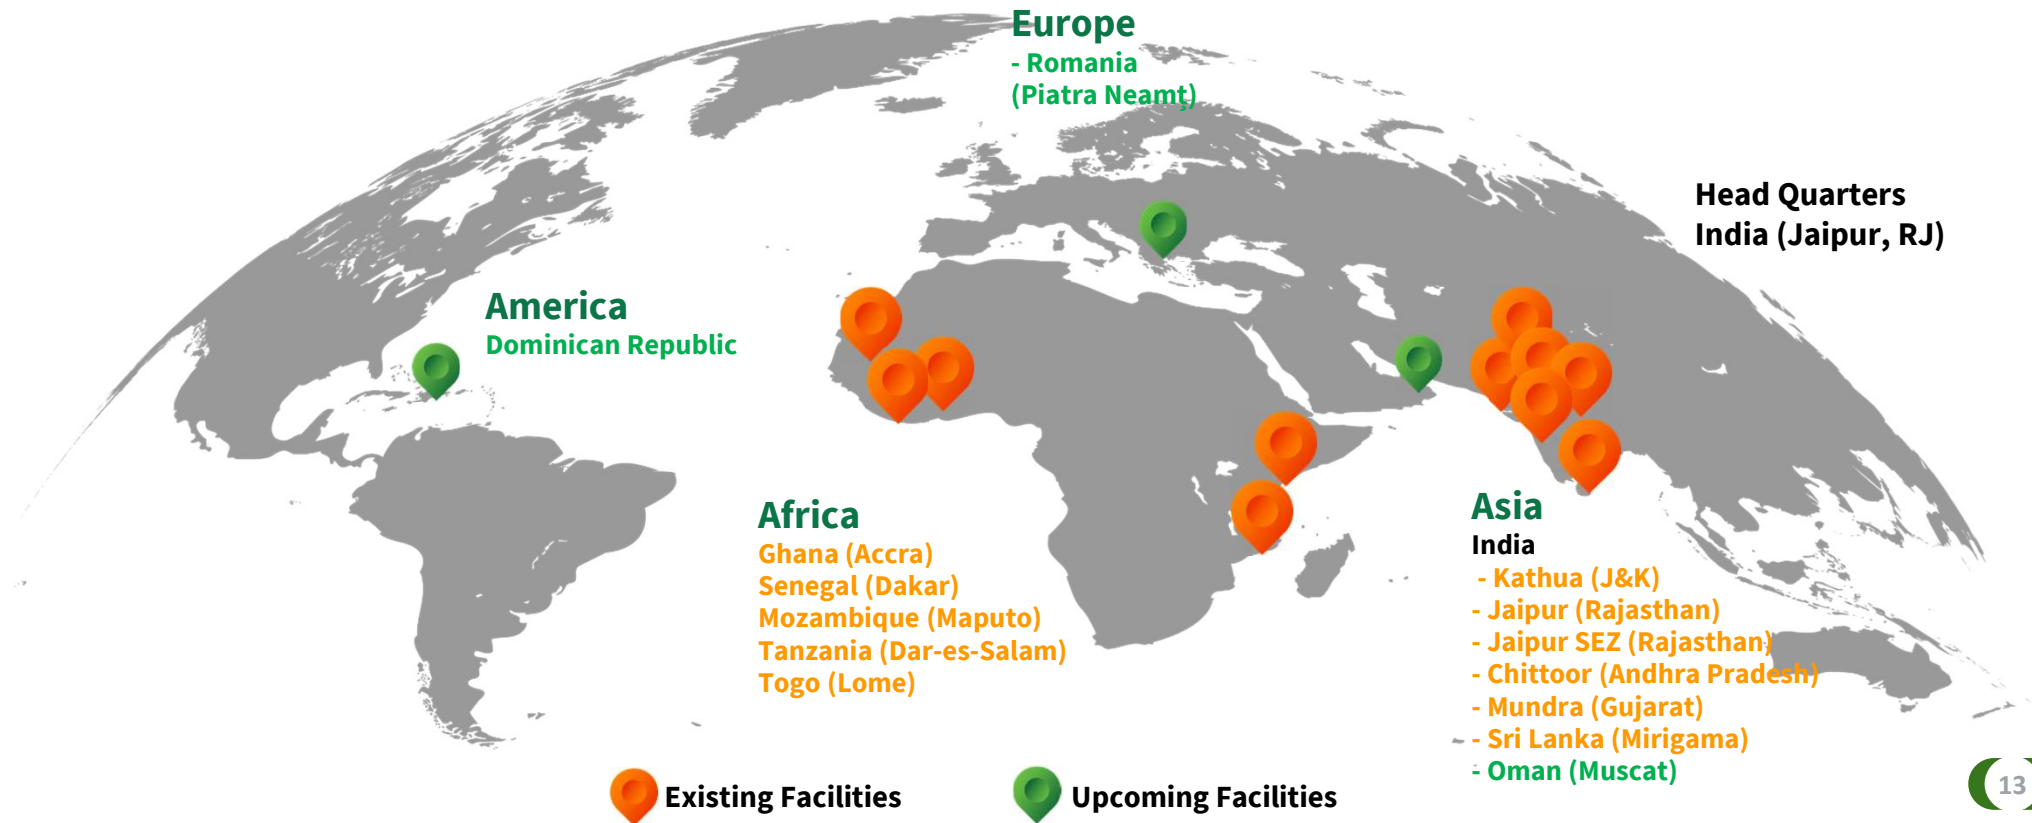 Europe
- Romania
(Piatra Neamţ)
Head Quarters
India (Jaipur, RJ)
America
Dominican Republic
Africa
Ghana (Accra)
Senegal (Dakar)
Mozambique (Maputo)
Tanzania (Dar-es-Salam)
Togo (Lome)
Asia
India
- Kathua (J&K)
- Jaipur (Rajasthan)
- Jaipur SEZ (Rajasthan)
- Chittoor (Andhra Pradesh)
- Mundra (Gujarat)
- Sri Lanka (Mirigama)
- Oman (Muscat)
Existing Facilities
Upcoming Facilities
13